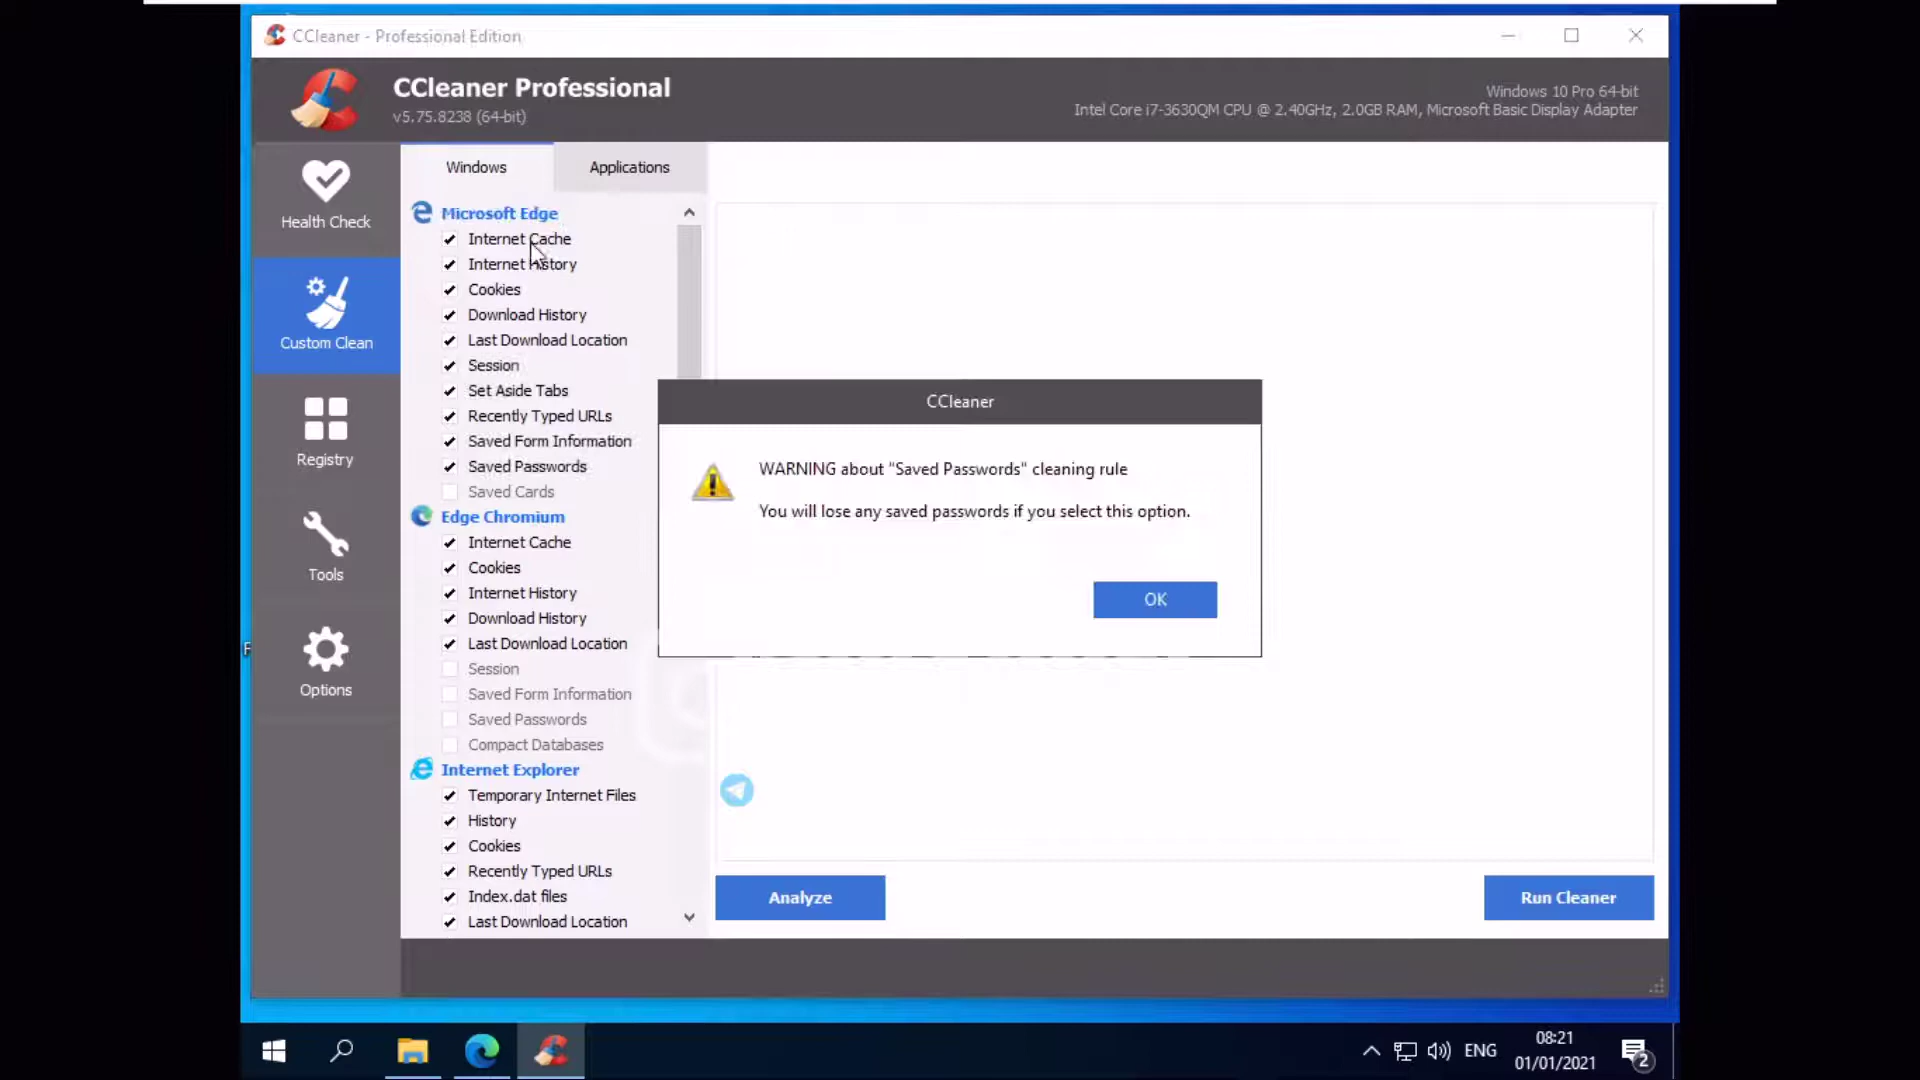 CCleaner - Professional Edition
CCleaner Professional
v5.75.8238 (64-bit)
Windows 10 Pro 64-bit
Intel Core i7-3630QM CPU @ 2.40GHz, 2.0GB RAM, Microsoft Basic Display Adapter
Health Check
Custom Clean
Registry
Tools
Options
Windows
Applications
Microsoft Edge
Internet Cache
Internet History
Cookies
Download History
Last Download Location
Session
Set Aside Tabs
Recently Typed URLs
Saved Form Information
Saved Passwords
Saved Cards
Edge Chromium
Internet Cache
Cookies
Internet History
Download History
Last Download Location
Session
Saved Form Information
Saved Passwords
Compact Databases
Internet Explorer
Temporary Internet Files
History
Cookies
Recently Typed URLs
Index.dat files
Last Download Location
CCleaner
WARNING about "Saved Passwords" cleaning rule
You will lose any saved passwords if you select this option.
OK
Analyze
Run Cleaner
ENG
08:21
01/01/2021
2